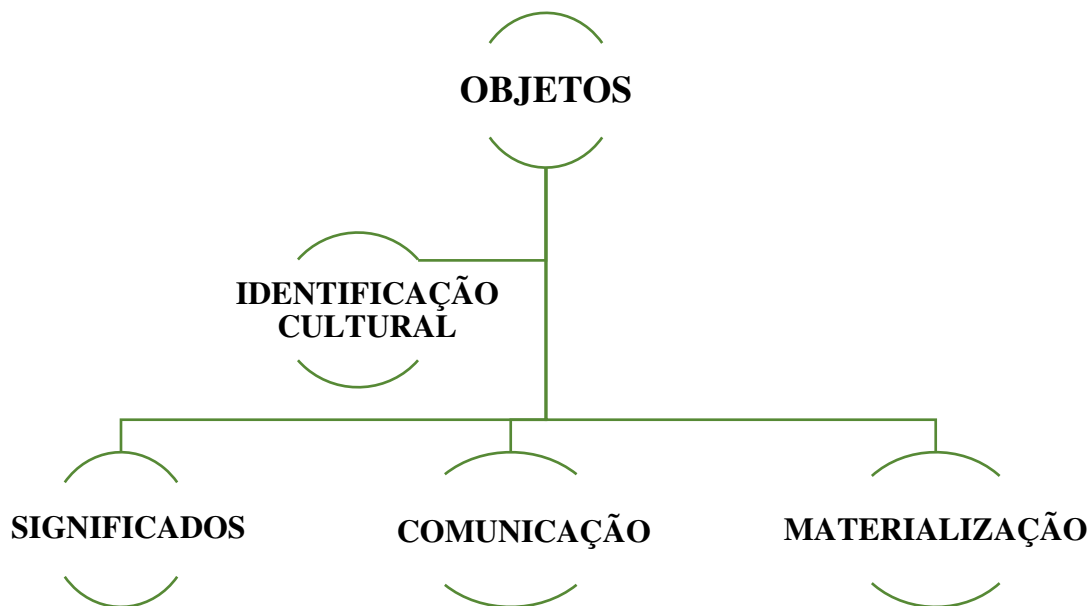 OBJETOS
IDENTIFICAÇÃO
CULTURAL
SIGNIFICADOS
COMUNICAÇÃO
MATERIALIZAÇÃO